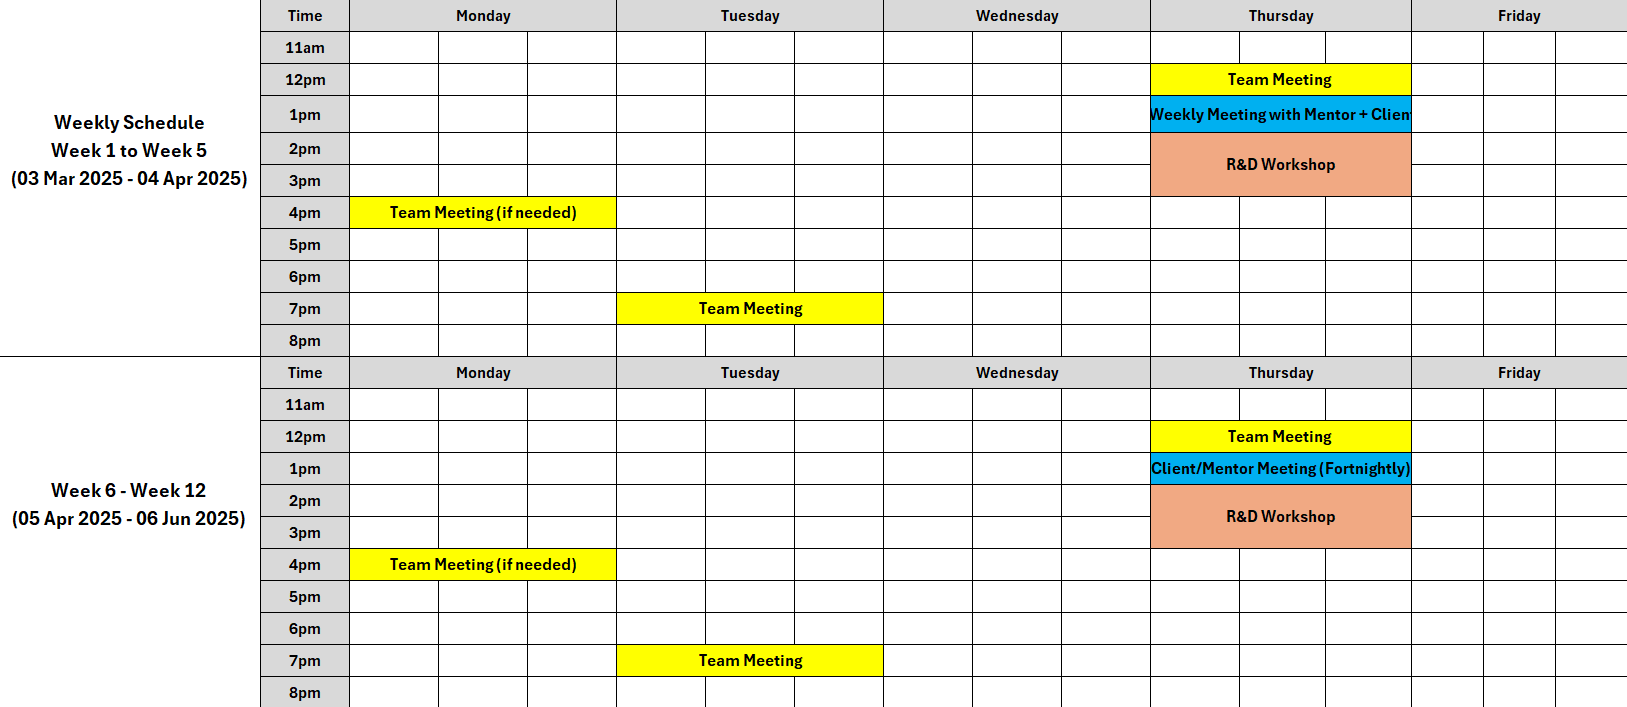 Time Monday Tuesday Wednesday Thursday Friday
11am
12pm Team Meeting
Weekly Schedule
Week 1 to Week 5
(03 Mar 2025 - 04 Apr 2025)
1pm Weekly Meeting with Mentor + Clien
2pm
R&D Workshop
3pm
4pm Team Meeting (if needed)
5pm
6pm
7pm Team Meeting
8pm
Time Monday Tuesday Wednesday Thursday Friday
11am
12pm Team Meeting
1pm Client/Mentor Meeting (Fortnightly)
Week 6 - Week 12
(05 Apr 2025 - 06 Jun 2025)
2pm
R&D Workshop
3pm
4pm Team Meeting (if needed)
5pm
6pm
7pm Team Meeting
8pm